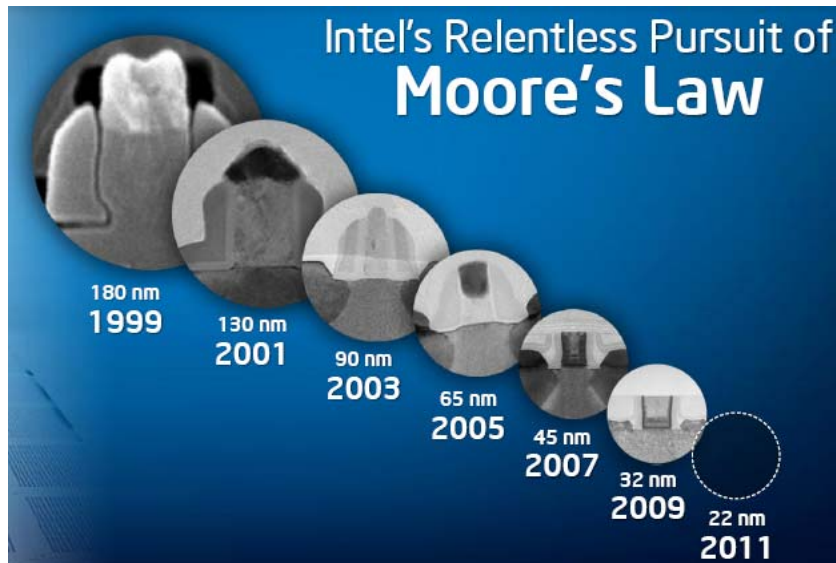 Intel's Relentless Pursuit of
Moore's Law
180 nm
1999
130 nm
2001
90 nm
2003
65 nm
2005
45 nm
2007
32 nm
2009
22 nm
2011